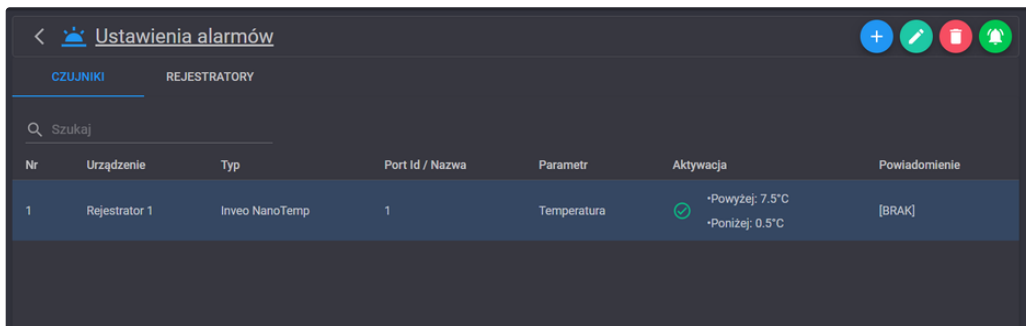 Ustawienia alarmów
CZUJNIKI REJESTRATORY
Szukaj
Nr Urządzenie Typ Port Id / Nazwa Parametr Aktywacja Powiadomienie
•Powyżej: 7.5°C
1 Rejestrator 1 Inveo NanoTemp 1 Temperatura [BRAK]
•Poniżej: 0.5°C